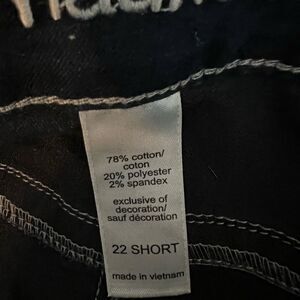 78% cotton/
coton
20% polyester
2% spandex
exclusive of
decoration/
sauf décoration
22 SHORT
made in vietnam